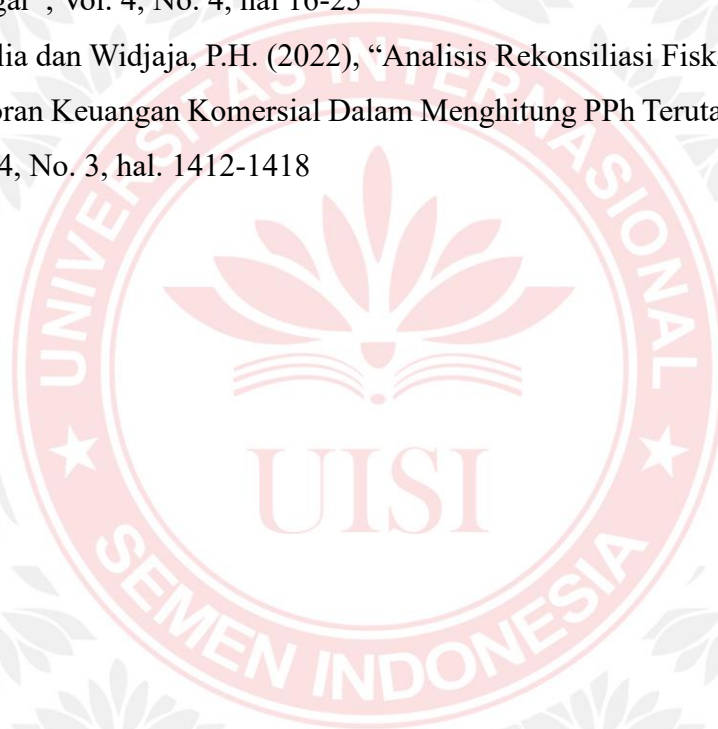 gar", Vol. 4, No. 4, hal 16-25
lia dan Widjaja, P.H. (2022), “Analisis Rekonsiliasi Fiska
oran Keuangan Komersial Dalam Menghitung PPh Teruta
4, No. 3, hal. 1412-1418
UNIVERSITAS INTERNASIONAL
UISI
SEMEN INDONESIA